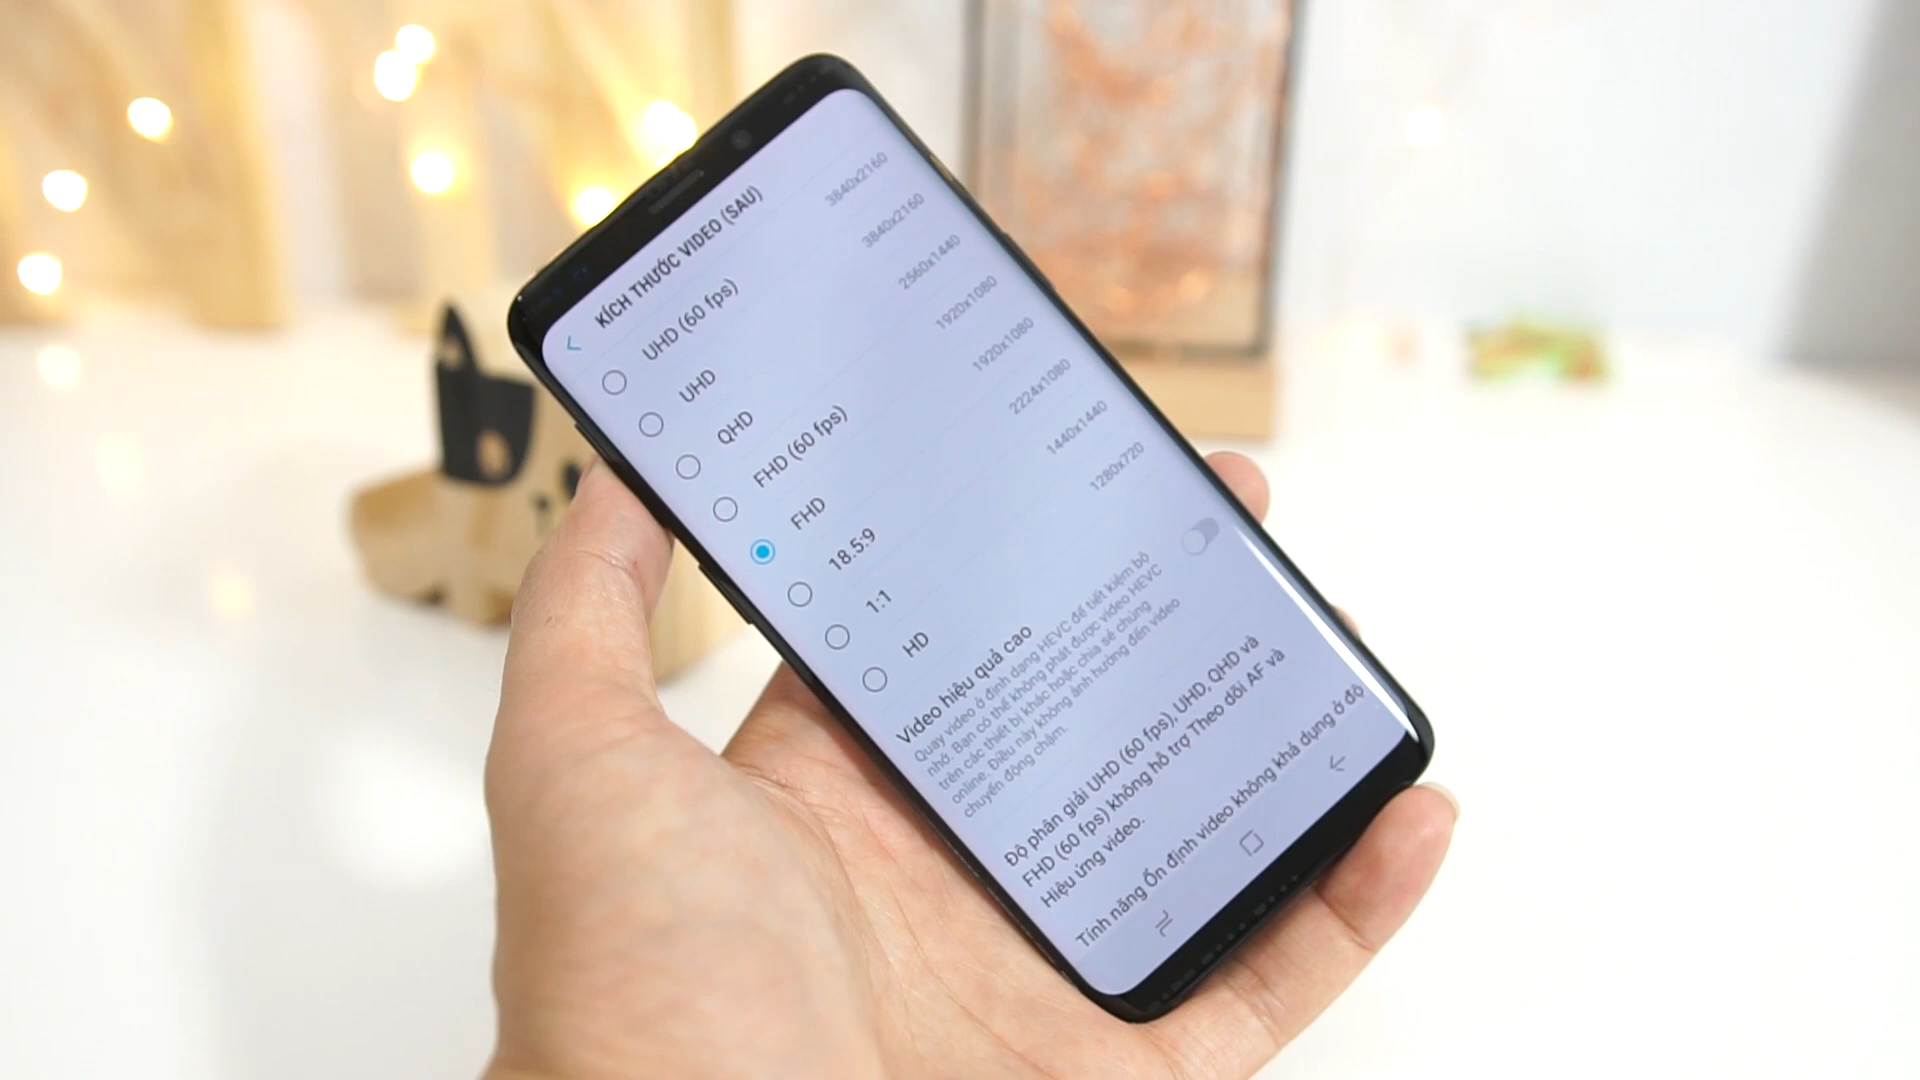 KÍCH THƯỚC VIDEO (SAU)
UHD (60 fps) 3840x2160
UHD 3840x2160
QHD 2560x1440
FHD (60 fps) 1920x1080
FHD 1920x1080
18.5:9 2224x1080
1:1 1440x1440
HD 1280x720
Video hiệu quả cao
Quay video ở định dạng HEVC để tiết kiệm bộ
nhớ. Bạn có thể không phát được video HEVC
trên các thiết bị khác hoặc chia sẻ chúng
online. Điều này không ảnh hưởng đến video
chuyển động chậm.
Độ phân giải UHD (60 fps), UHD, QHD và
FHD (60 fps) không hỗ trợ Theo dõi AF và
Hiệu ứng video.
Tính năng Ổn định video không khả dụng ở độ